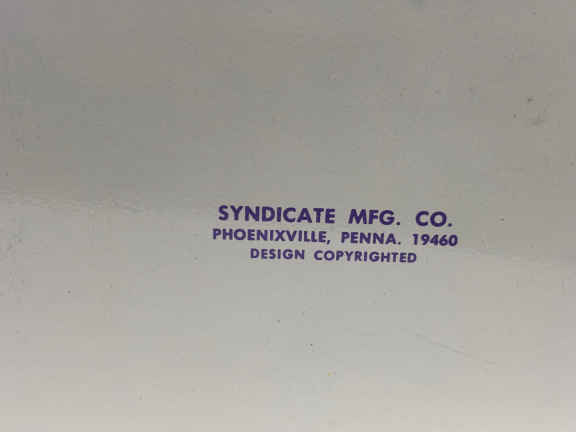 SYNDICATE MFG. CO.
PHOENIXVILLE, PENNA. 19460
DESIGN COPYRIGHTED